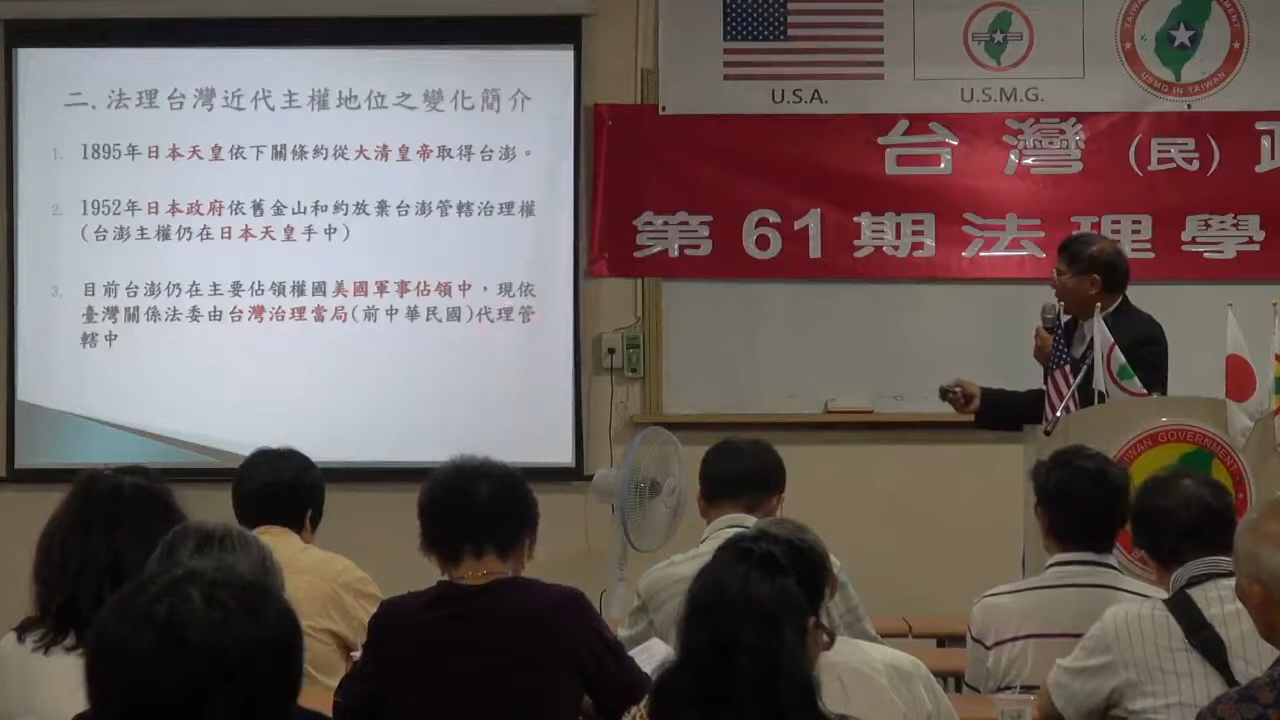 二.法理台灣近代主權地位之變化簡介
1. 1895年日本天皇依下關條約從大清皇帝取得台澎。
2. 1952年日本政府依舊金山和約放棄台澎管轄治理權
(台澎主權仍在日本天皇手中)
3. 目前台澎仍在主要佔領權國美國軍事佔領中，現依
臺灣關係法委由台灣治理當局(前中華民國)代理管
轄中
U.S.A.
U.S.M.G.
USMG IN TAIWAN
台灣(民)
第61期法理學
GOVERNMENT